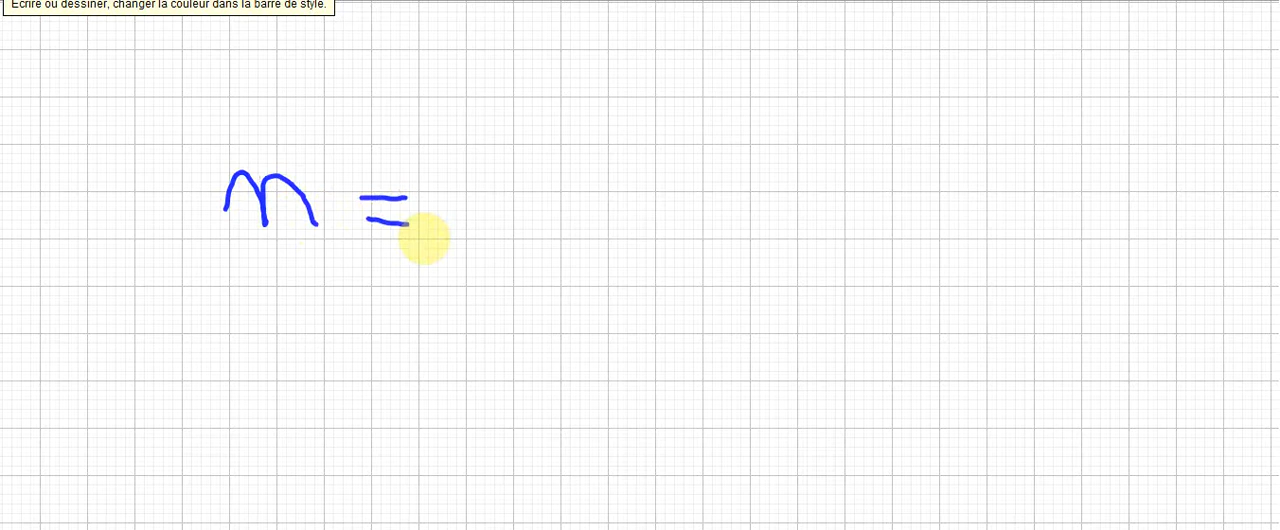 Ecrire ou dessiner, changer la couleur dans la barre de style.
m =